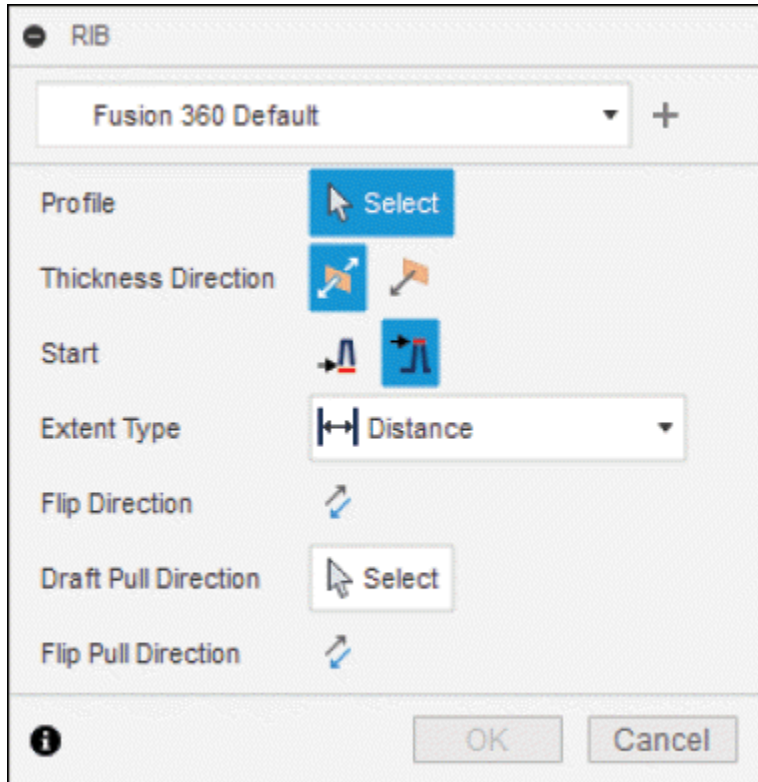 RIB
Fusion 360 Default
Profile Select
Thickness Direction
Start
Extent Type Distance
Flip Direction
Draft Pull Direction Select
Flip Pull Direction
OK Cancel